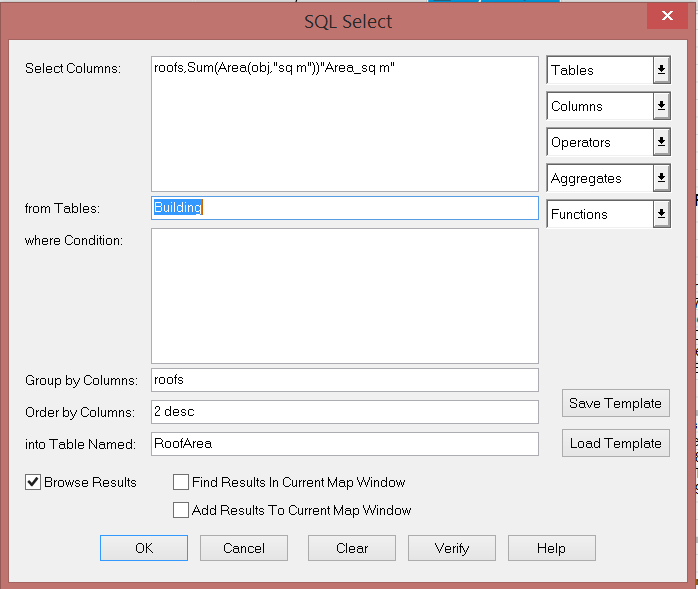 SQL Select
Select Columns:
roofs,Sum(Area(obj,"sq m"))"Area_sq m"
Tables
Columns
Operators
Aggregates
Functions
from Tables:
Building
where Condition:
Group by Columns:
roofs
Order by Columns:
2 desc
into Table Named:
RoofArea
Save Template
Load Template
Browse Results
Find Results In Current Map Window
Add Results To Current Map Window
OK
Cancel
Clear
Verify
Help